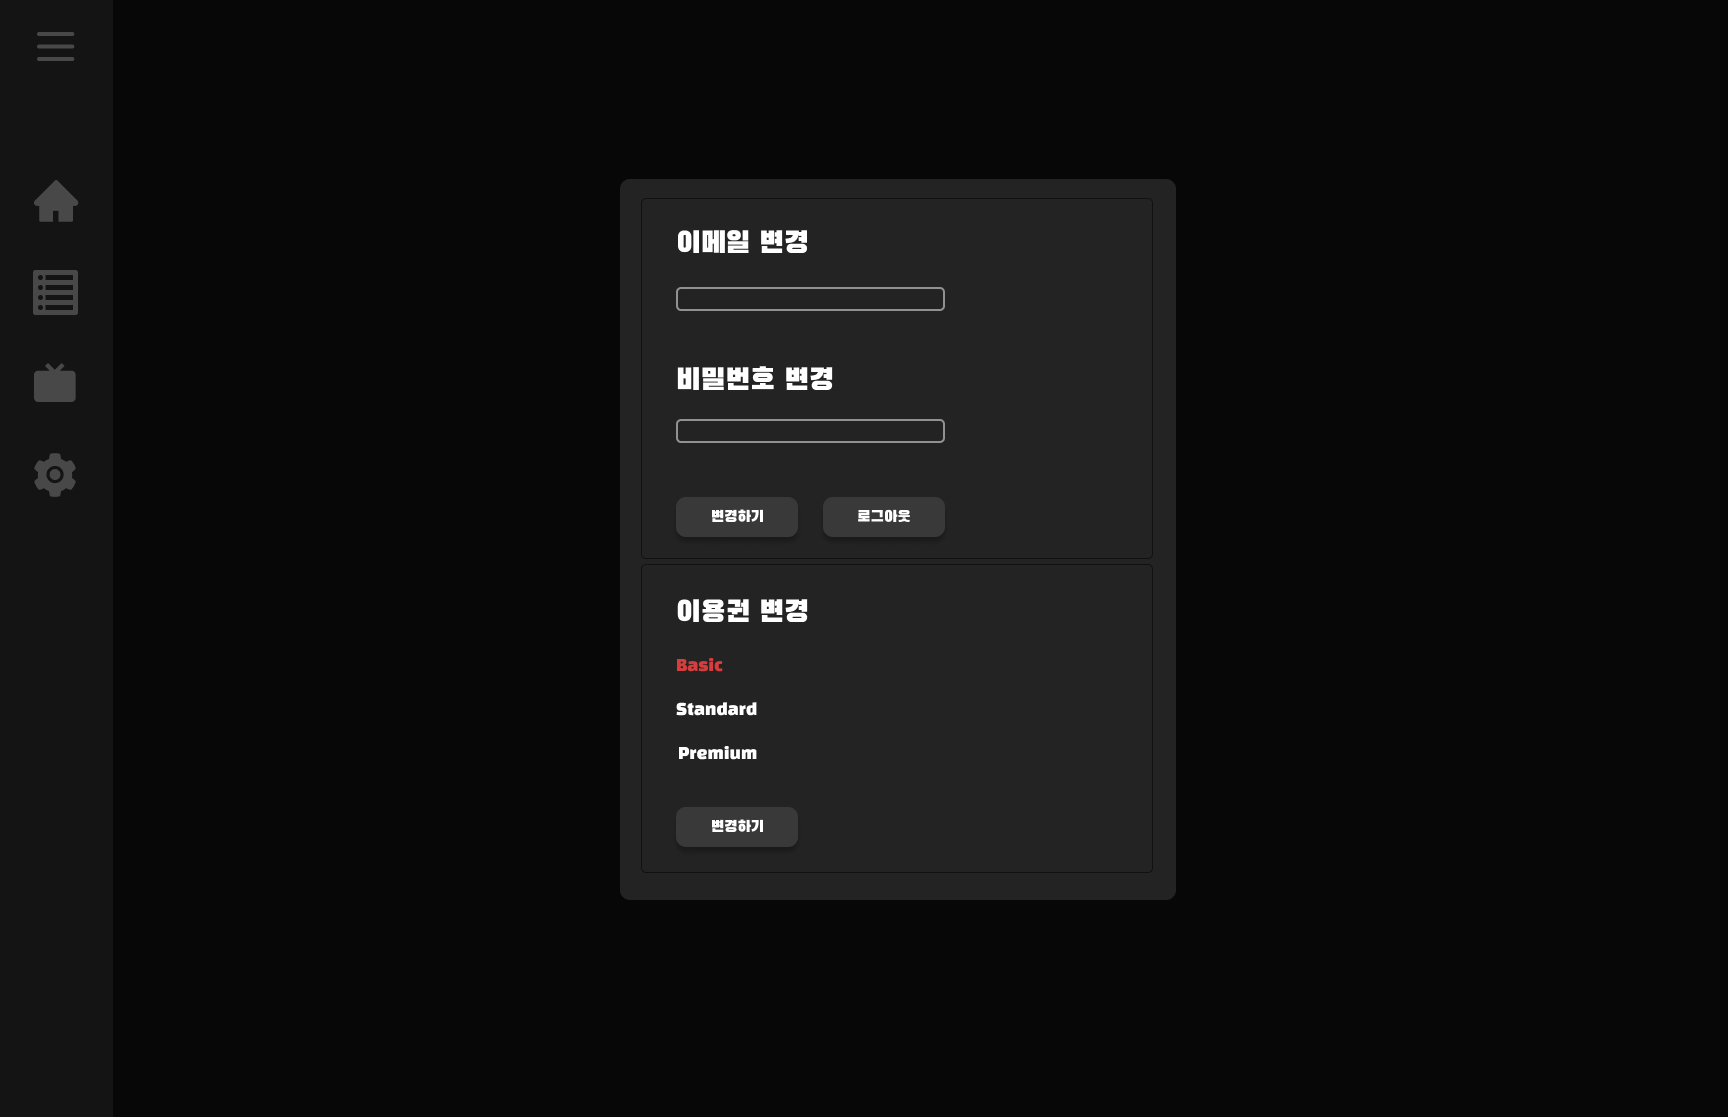 이메일 변경
비밀번호 변경
변경하기 로그아웃
이용권 변경
Basic
Standard
Premium
변경하기